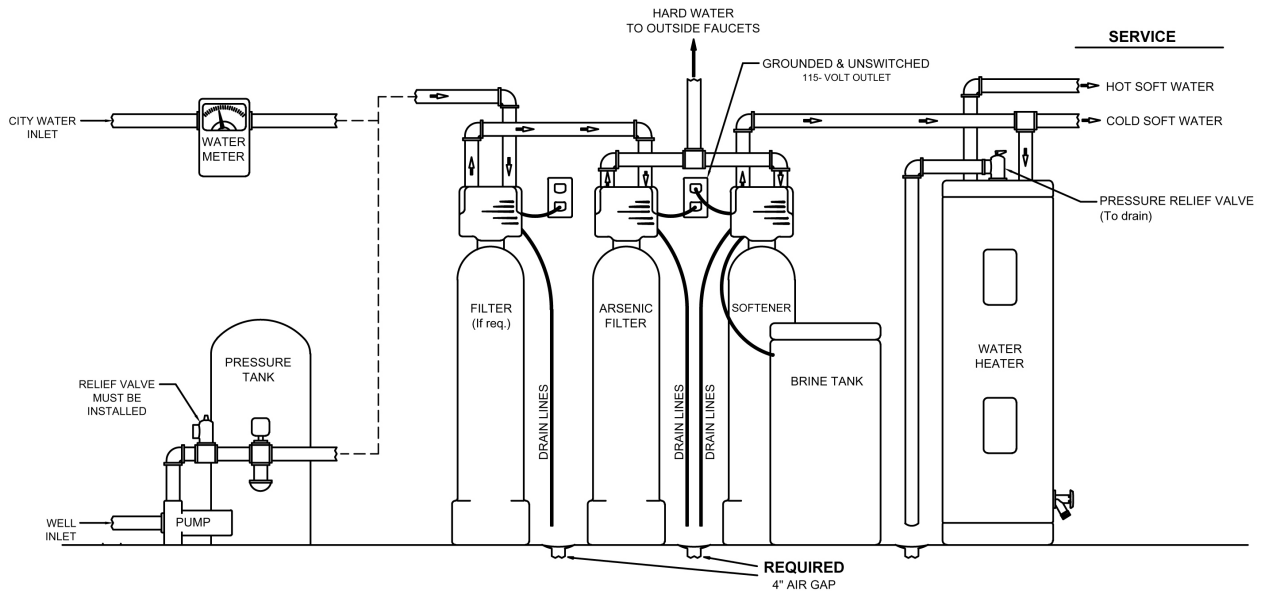 HARD WATER
TO OUTSIDE FAUCETS
SERVICE
GROUNDED & UNSWITCHED
115- VOLT OUTLET
HOT SOFT WATER
CITY WATER
INLET
WATER
METER
COLD SOFT WATER
PRESSURE RELIEF VALVE
(To drain)
FILTER
(If req.)
ARSENIC
FILTER
SOFTENER
PRESSURE
TANK
WATER
HEATER
RELIEF VALVE
MUST BE
INSTALLED
BRINE TANK
DRAIN LINES
DRAIN LINES
DRAIN LINES
WELL
INLET
PUMP
REQUIRED
4" AIR GAP